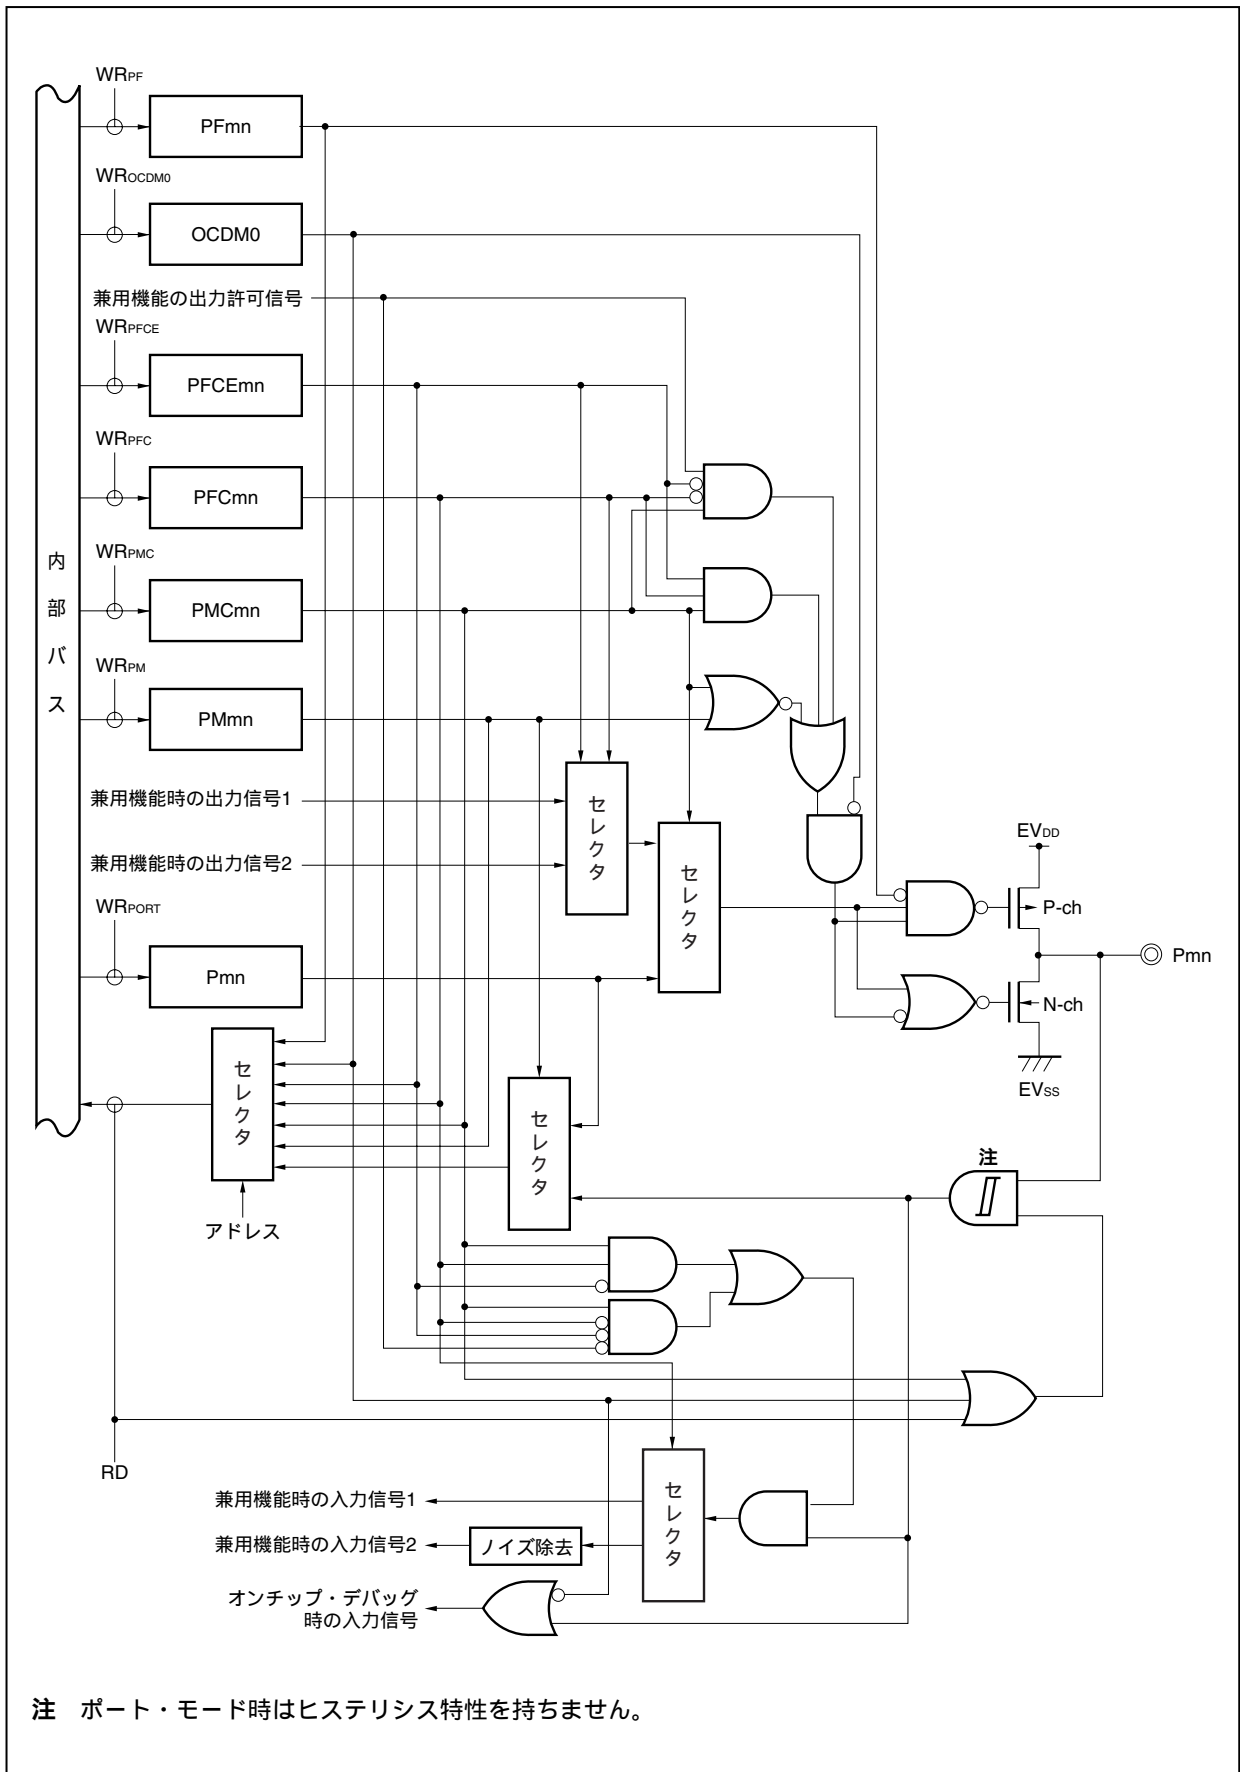 WRPF
PFmn
WROCDM0
OCDM0
兼用機能の出力許可信号
WRPFCE
PFCEmn
WRPFC
PFCmn
内部バス
WRPMC
PMCmn
WRPM
PMmn
兼用機能時の出力信号1
セレクタ
兼用機能時の出力信号2
セレクタ
EVDD
P-ch
WRPORT
Pmn
Pmn
N-ch
EVSS
セレクタ
セレクタ
注
アドレス
RD
兼用機能時の入力信号1
セレクタ
兼用機能時の入力信号2
ノイズ除去
オンチップ・デバッグ
時の入力信号
注 ポート・モード時はヒステリシス特性を持ちません。